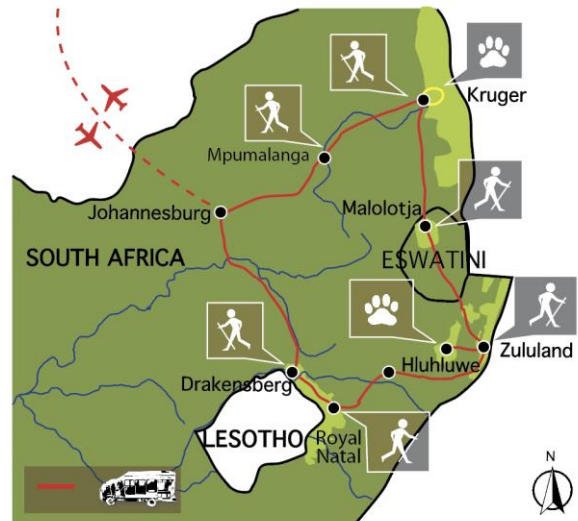 Kruger
Mpumalanga
Johannesburg
Malolotja
SOUTH AFRICA
ESWATINI
Zululand
Hluhluwe
Drakensberg
LESOTHO
Royal
Natal
N